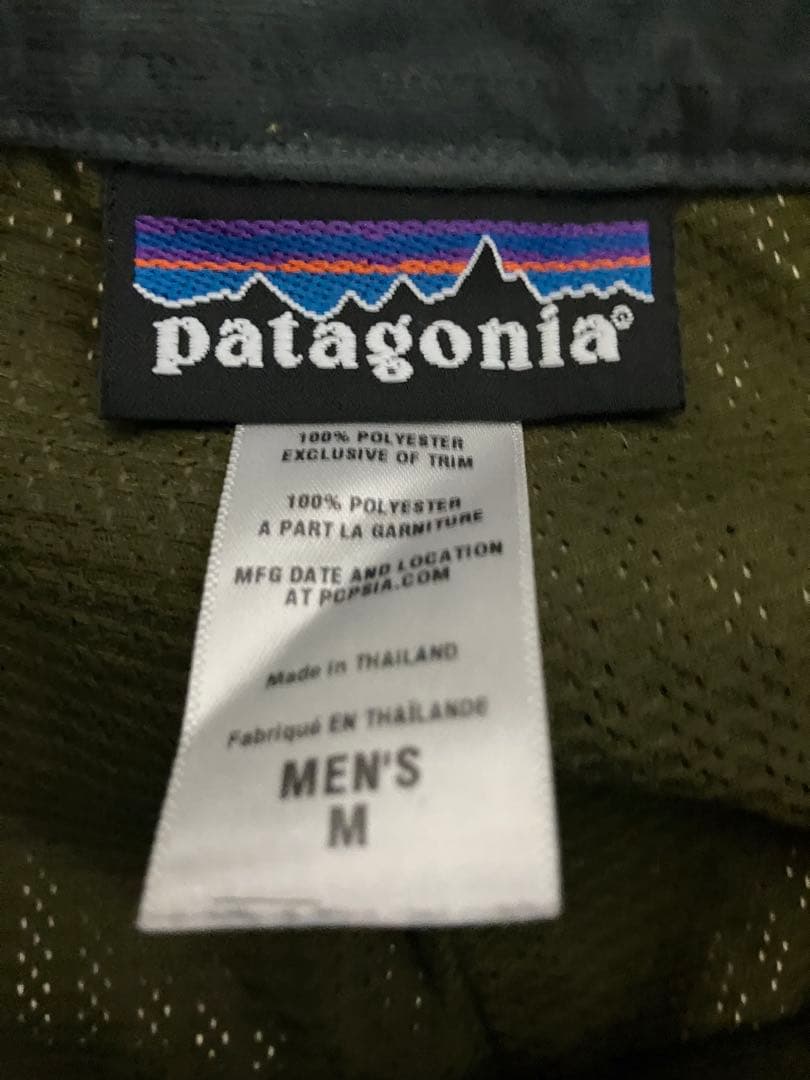 patagonia®
100% POLYESTER
EXCLUSIVE OF TRIM
100% POLYESTER
A PART LA GARNITURE
MFG DATE AND LOCATION
AT PCPSIA.COM
Made in THAILAND
Fabriqué EN THAÏLANDE
MEN'S
M